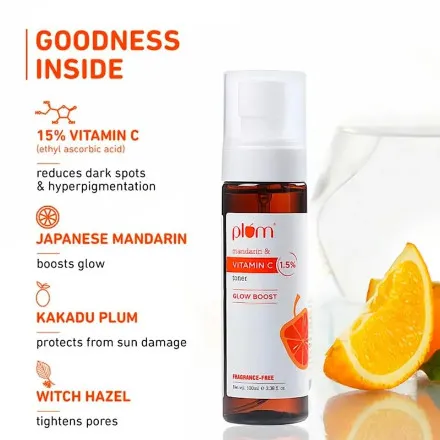 GOODNESS
INSIDE
15% VITAMIN C
(ethyl ascorbic acid)
reduces dark spots
& hyperpigmentation
JAPANESE MANDARIN
boosts glow
KAKADU PLUM
protects from sun damage
WITCH HAZEL
tightens pores
plum
mandarin &
VITAMIN C 1.5%
toner
GLOW BOOST
FRAGRANCE-FREE